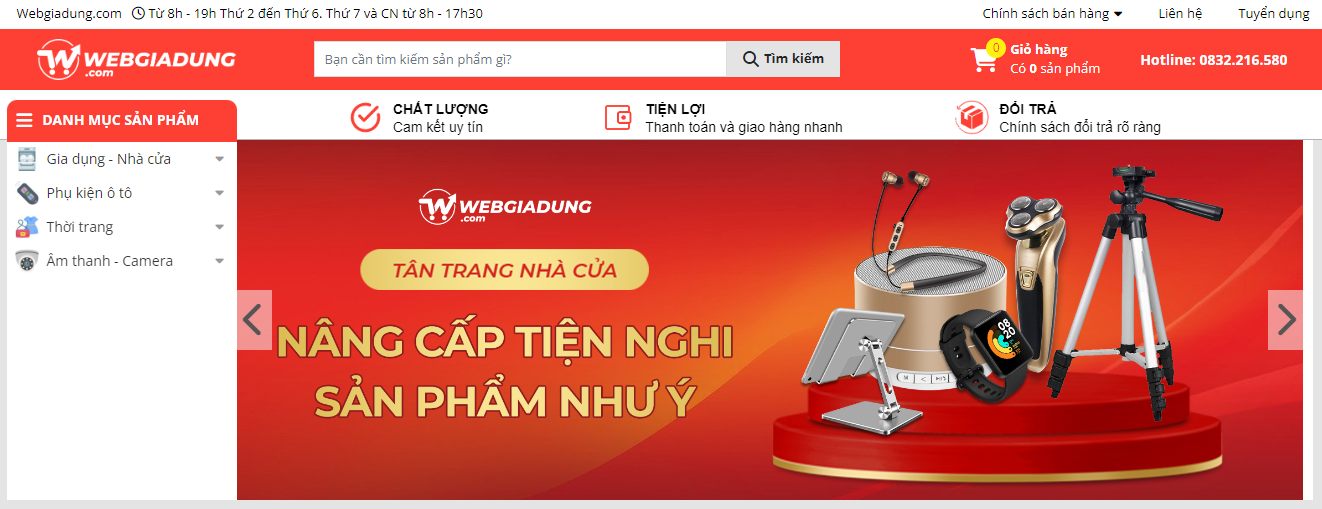 Webgiadung.com Từ 8h - 19h Thứ 2 đến Thứ 6. Thứ 7 và CN từ 8h - 17h30
Chính sách bán hàng Liên hệ Tuyển dụng
WEBGIADUNG
.com
Bạn cần tìm kiếm sản phẩm gì? Tìm kiếm
0 Giỏ hàng
Có 0 sản phẩm
Hotline: 0832.216.580
DANH MỤC SẢN PHẨM
CHẤT LƯỢNG
Cam kết uy tín
TIỆN LỢI
Thanh toán và giao hàng nhanh
ĐỔI TRẢ
Chính sách đổi trả rõ ràng
Gia dụng - Nhà cửa
Phụ kiện ô tô
Thời trang
Âm thanh - Camera
WEBGIADUNG
.com
TÂN TRANG NHÀ CỬA
NÂNG CẤP TIỆN NGHI
SẢN PHẨM NHƯ Ý
08
20